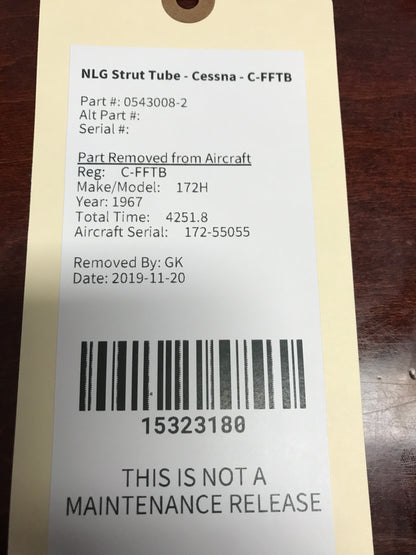 NLG Strut Tube - Cessna - C-FFTB
Part #: 0543008-2
Alt Part #:
Serial #:
Part Removed from Aircraft
Reg: C-FFTB
Make/Model: 172H
Year: 1967
Total Time: 4251.8
Aircraft Serial: 172-55055
Removed By: GK
Date: 2019-11-20
15323180
THIS IS NOT A
MAINTENANCE RELEASE